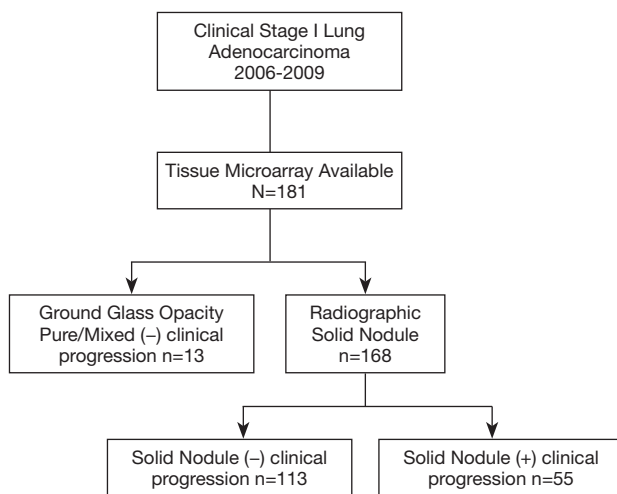 Clinical Stage I Lung
Adenocarcinoma
2006-2009
Tissue Microarray Available
N=181
Ground Glass Opacity
Pure/Mixed (–) clinical
progression n=13
Radiographic
Solid Nodule
n=168
Solid Nodule (–) clinical
progression n=113
Solid Nodule (+) clinical
progression n=55